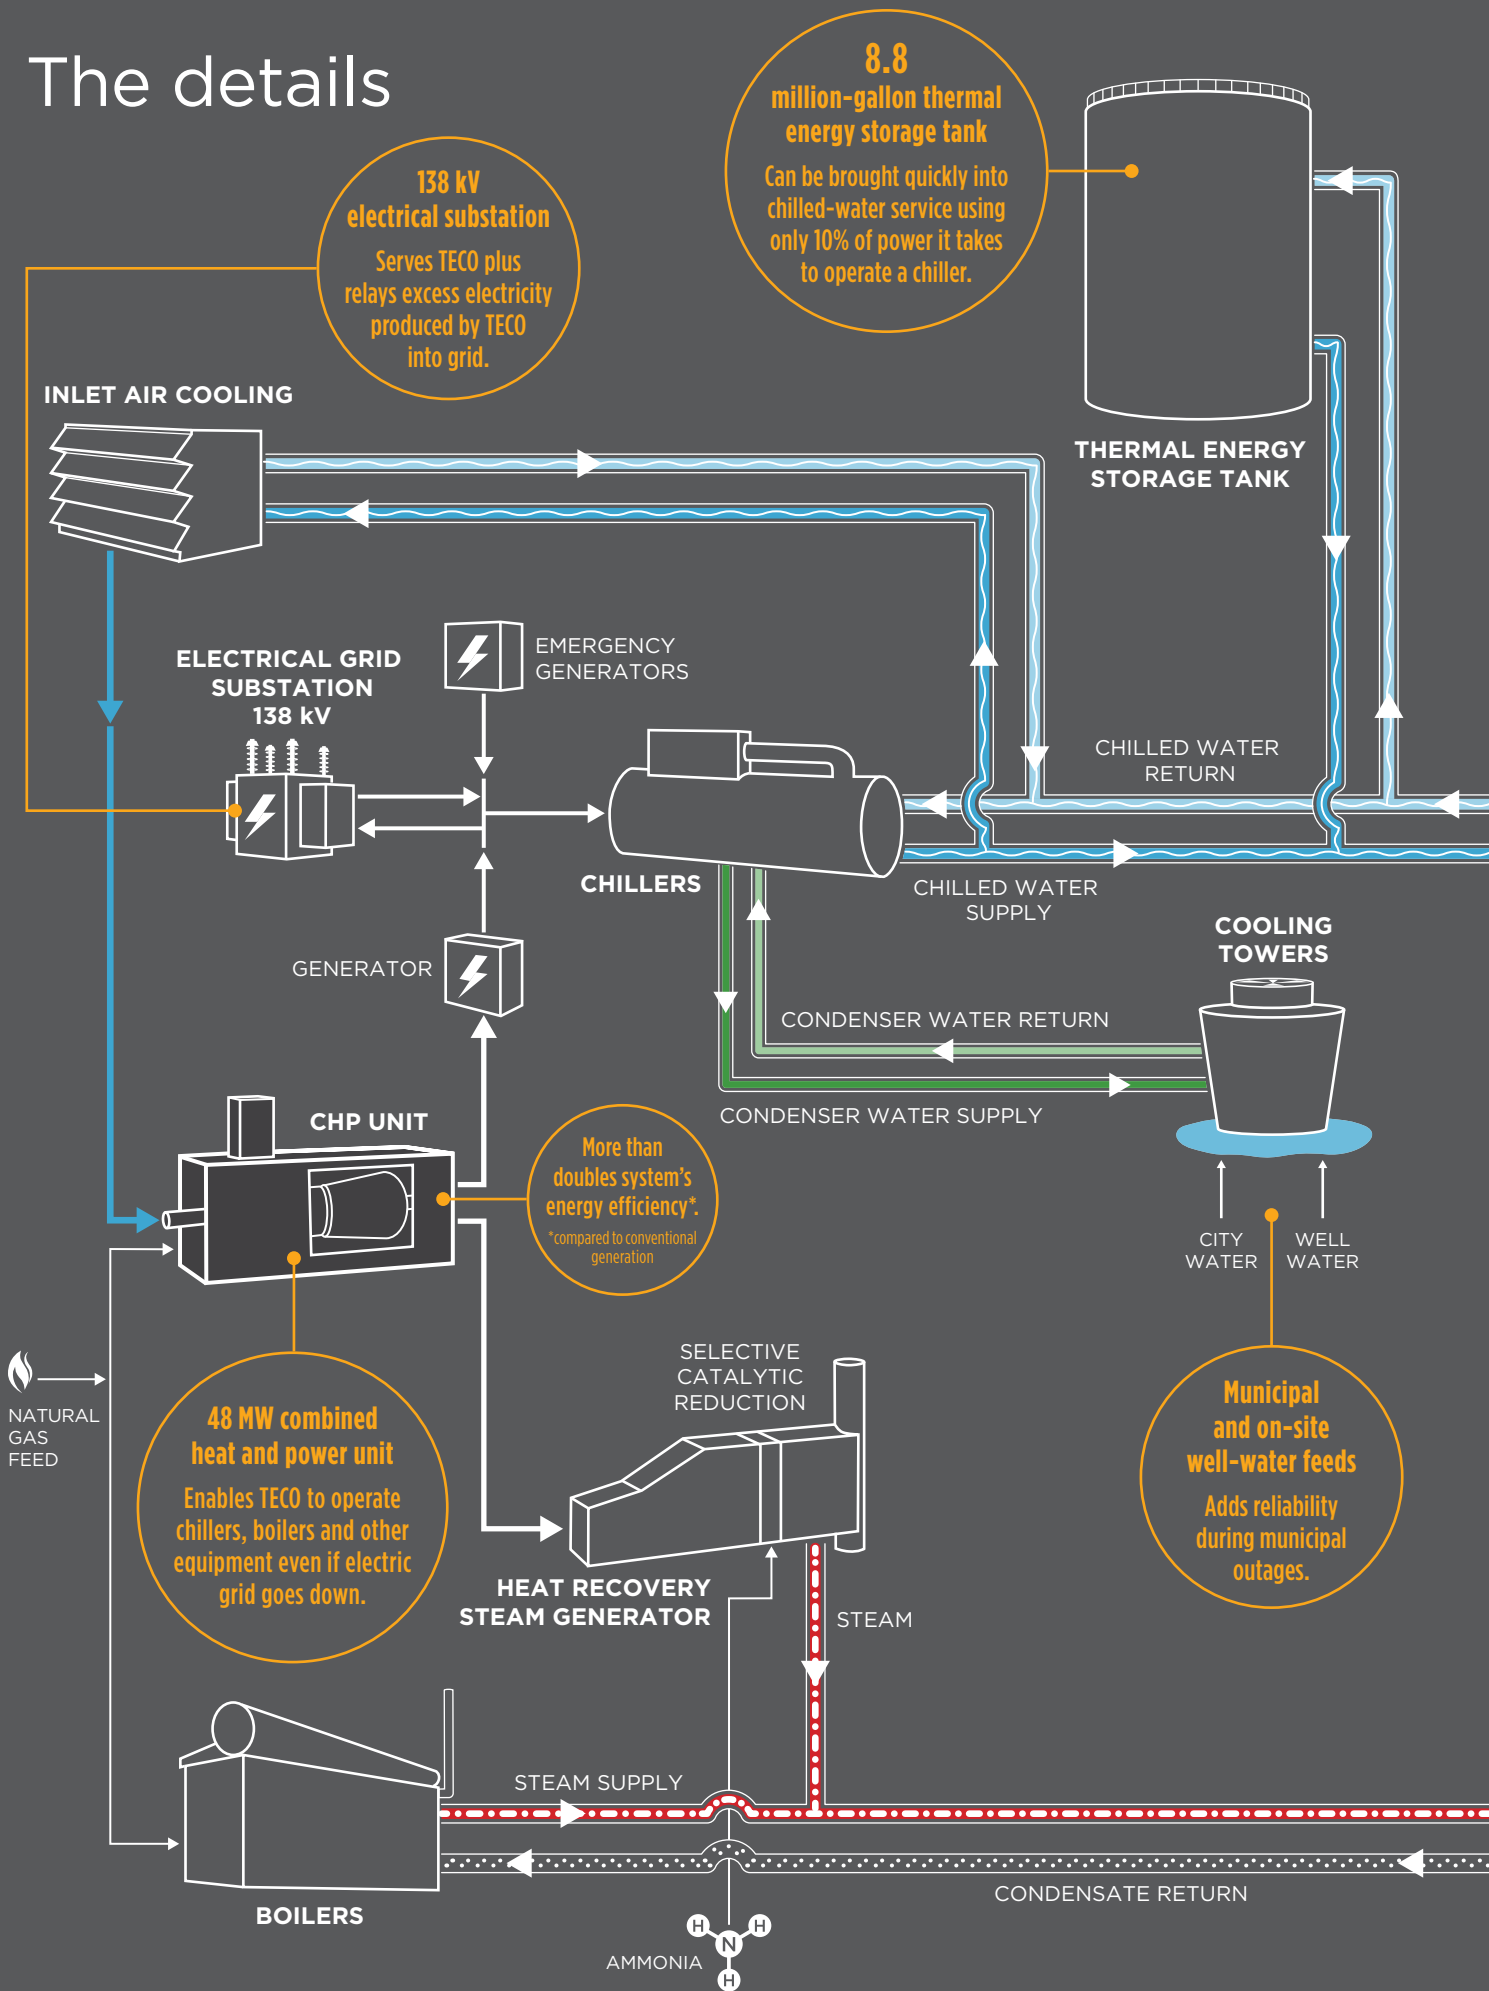 The details
8.8
million-gallon thermal
energy storage tank
Can be brought quickly into
chilled-water service using
only 10% of power it takes
to operate a chiller.
138 kV
electrical substation
Serves TECO plus
relays excess electricity
produced by TECO
into grid.
INLET AIR COOLING
THERMAL ENERGY
STORAGE TANK
EMERGENCY
GENERATORS
ELECTRICAL GRID
SUBSTATION
138 kV
CHILLED WATER
RETURN
CHILLERS
CHILLED WATER
SUPPLY
COOLING
TOWERS
GENERATOR
CONDENSER WATER RETURN
CONDENSER WATER SUPPLY
CHP UNIT
More than
doubles system's
energy efficiency*.
*compared to conventional
generation
CITY
WATER
WELL
WATER
NATURAL
GAS
FEED
48 MW combined
heat and power unit
Enables TECO to operate
chillers, boilers and other
equipment even if electric
grid goes down.
SELECTIVE
CATALYTIC
REDUCTION
Municipal
and on-site
well-water feeds
Adds reliability
during municipal
outages.
HEAT RECOVERY
STEAM GENERATOR
STEAM
STEAM SUPPLY
CONDENSATE RETURN
BOILERS
AMMONIA
H
H
N
H